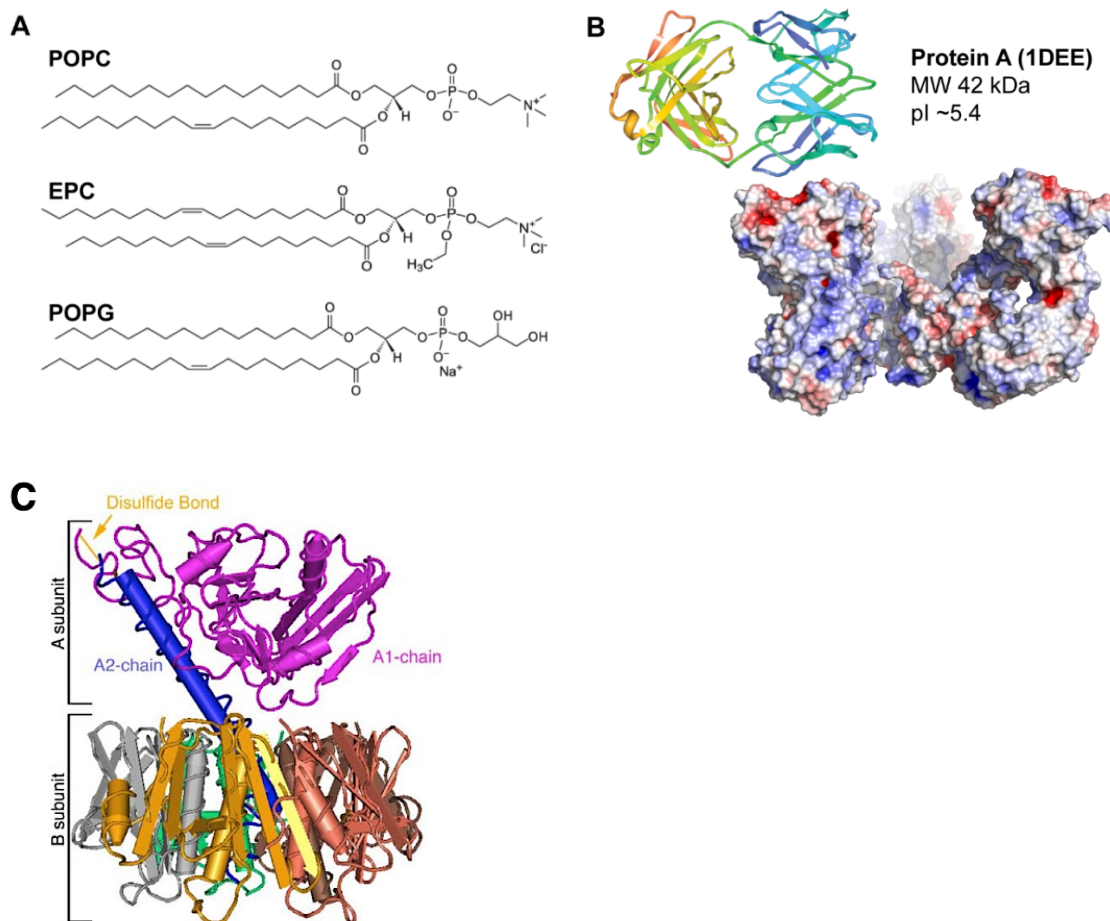 A
POPC
O
O
O
O
P
O
O⁻
N⁺
H
O
O
EPC
O
O
O
O
P
O
O
N⁺
Cl⁻
H
O
O
H₃C
POPG
O
O
O
O
P
O
OH
OH
O⁻
Na⁺
H
O
O
B
Protein A (1DEE)
MW 42 kDa
pI ~5.4
C
Disulfide Bond
A subunit
A2-chain
A1-chain
B subunit